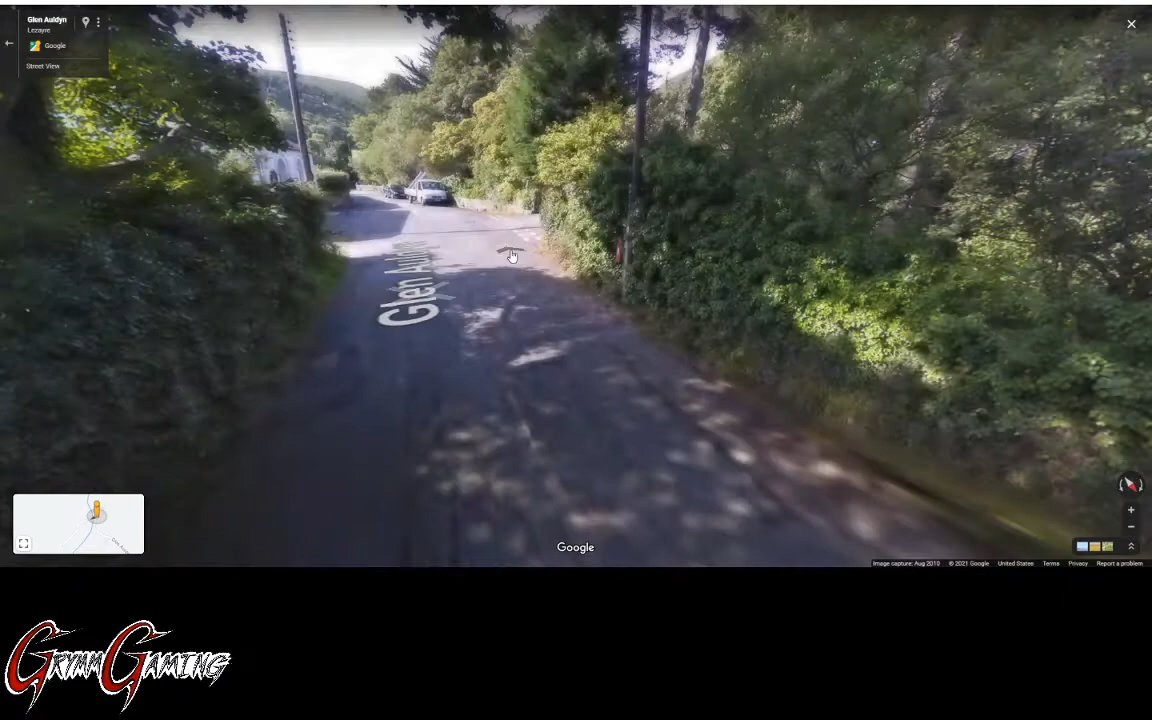 Glen Auldyn
Lezayre
Google
Street View
Glen Auldyn
Google
Image capture: Aug 2010 © 2021 Google United States Terms Privacy Report a problem
GrymmGaming